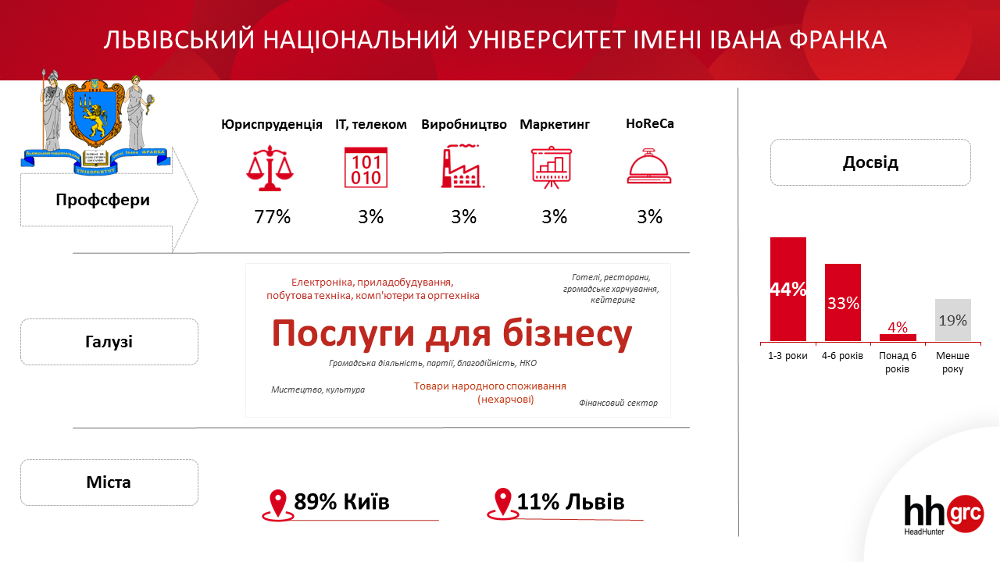 ЛЬВІВСЬКИЙ НАЦІОНАЛЬНИЙ УНІВЕРСИТЕТ ІМЕНІ ІВАНА ФРАНКА
Профсфери
Юриспруденція
ІТ, телеком
Виробництво
Маркетинг
HoReCa
101
010
77%
3%
3%
3%
3%
Галузі
Електроніка, приладобудування,
побутова техніка, комп'ютери та оргтехніка
Готелі, ресторани,
громадське харчування,
кейтеринг
Послуги для бізнесу
Громадська діяльність, партії, благодійність, НКО
Мистецтво, культура
Товари народного споживання
(нехарчові)
Фінансовий сектор
Міста
89% Київ
11% Львів
Досвід
44%
33%
4%
19%
1-3 роки
4-6 років
Понад 6
років
Менше
року
hh grc
HeadHunter